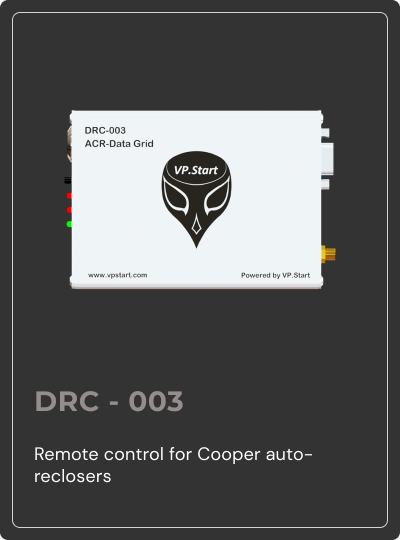 DRC-003
ACR-Data Grid
VP.Start
www.vpstart.com
Powered by VP.Start
DRC - 003
Remote control for Cooper auto-
reclosers